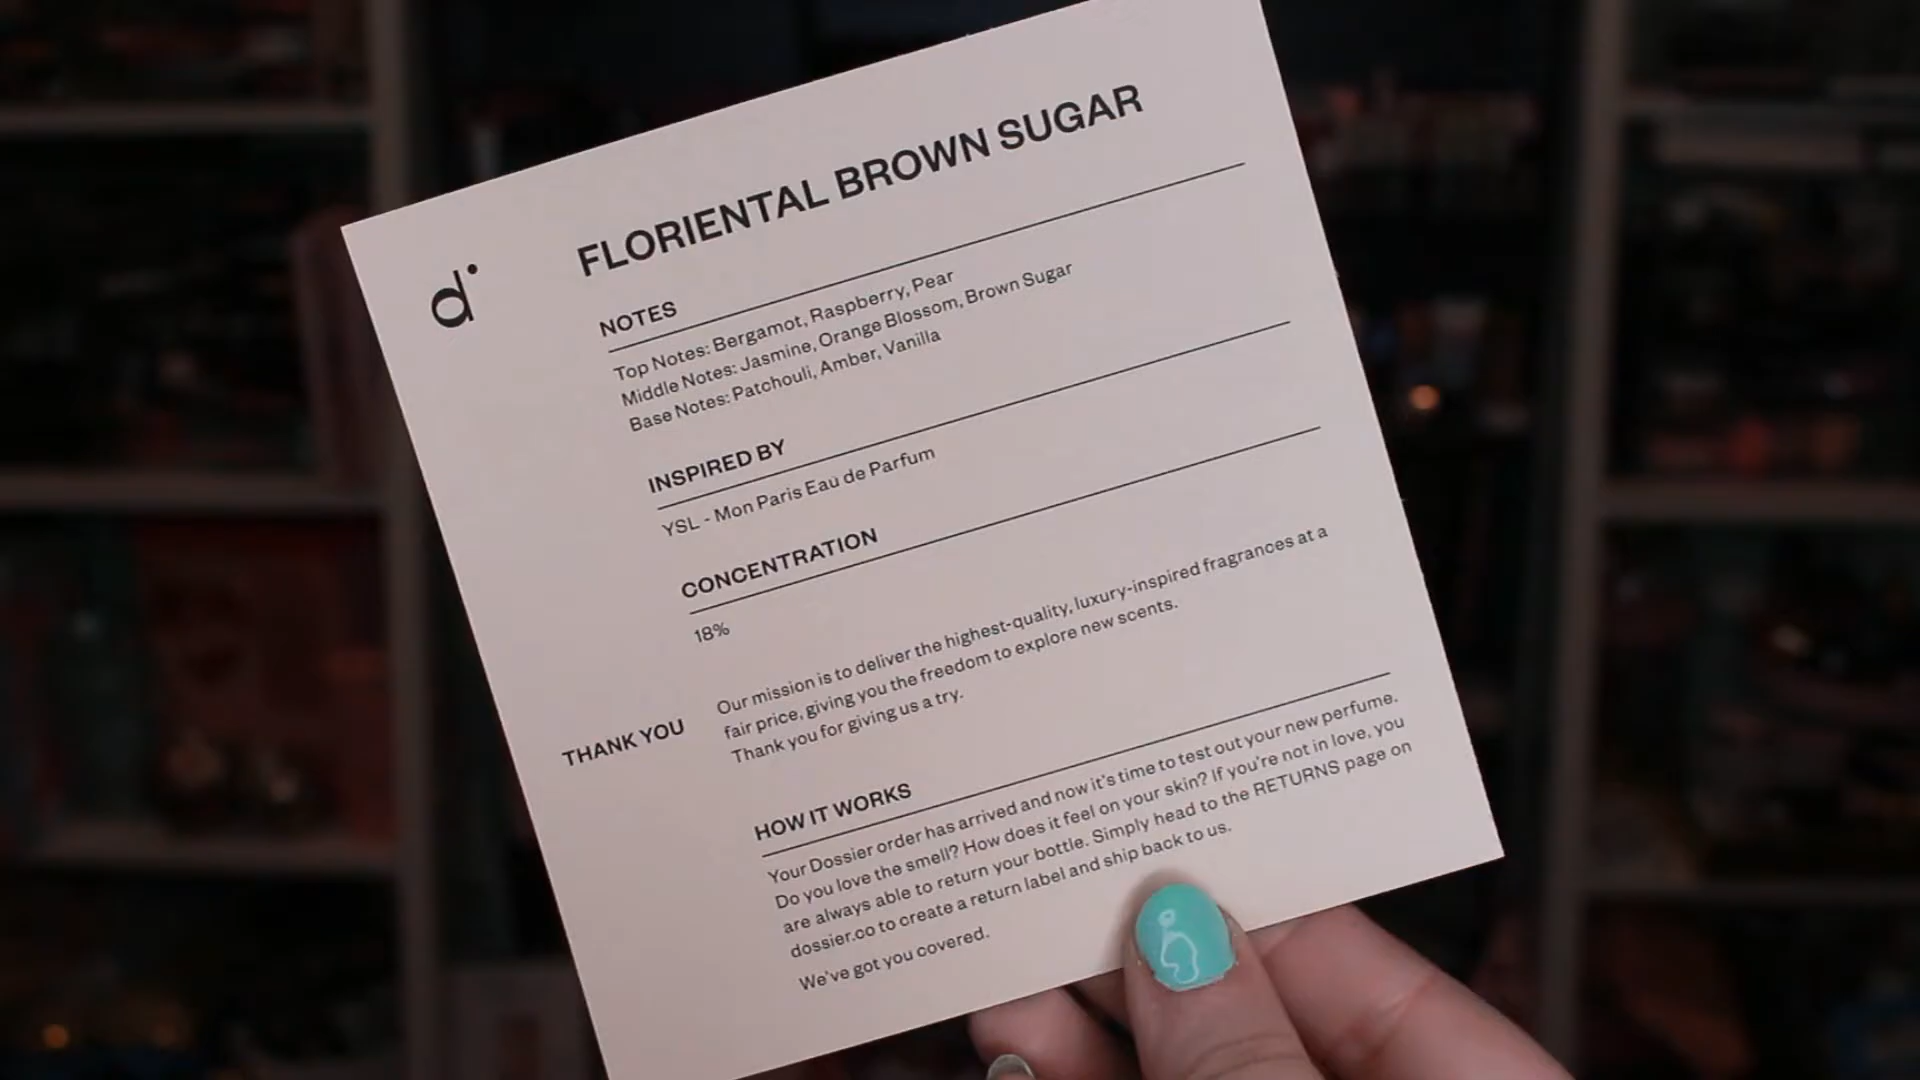 d
FLORIENTAL BROWN SUGAR
NOTES
Top Notes: Bergamot, Raspberry, Pear
Middle Notes: Jasmine, Orange Blossom, Brown Sugar
Base Notes: Patchouli, Amber, Vanilla
INSPIRED BY
YSL - Mon Paris Eau de Parfum
CONCENTRATION
18%
THANK YOU
Our mission is to deliver the highest-quality, luxury-inspired fragrances at a
fair price, giving you the freedom to explore new scents.
Thank you for giving us a try.
HOW IT WORKS
Your Dossier order has arrived and now it's time to test out your new perfume.
Do you love the smell? How does it feel on your skin? If you're not in love, you
are always able to return your bottle. Simply head to the RETURNS page on
dossier.co to create a return label and ship back to us.
We've got you covered.